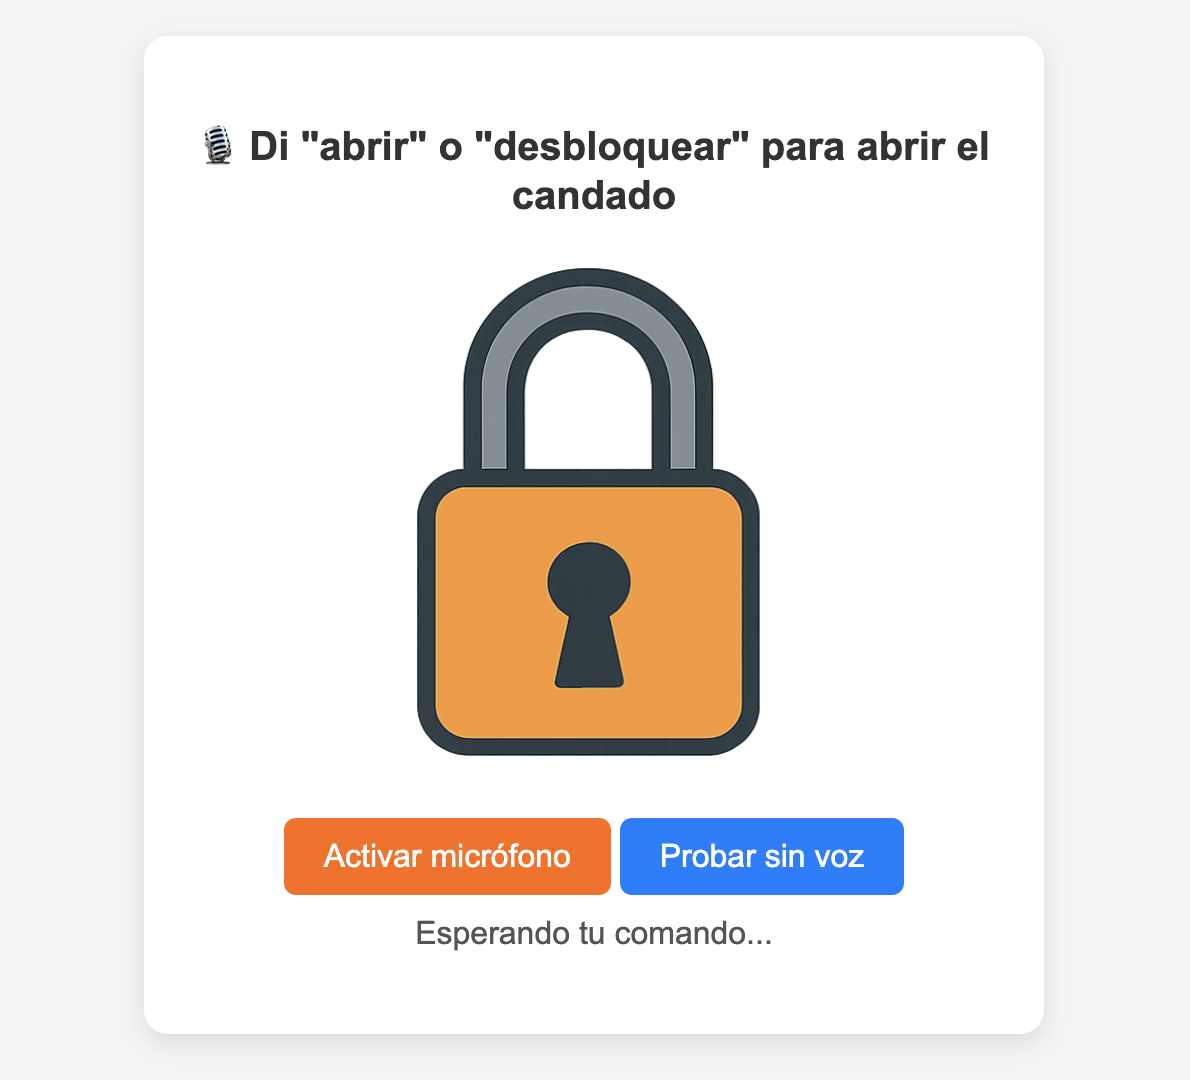 🎙️ Di "abrir" o "desbloquear" para abrir el
candado
Activar micrófono
Probar sin voz
Esperando tu comando...